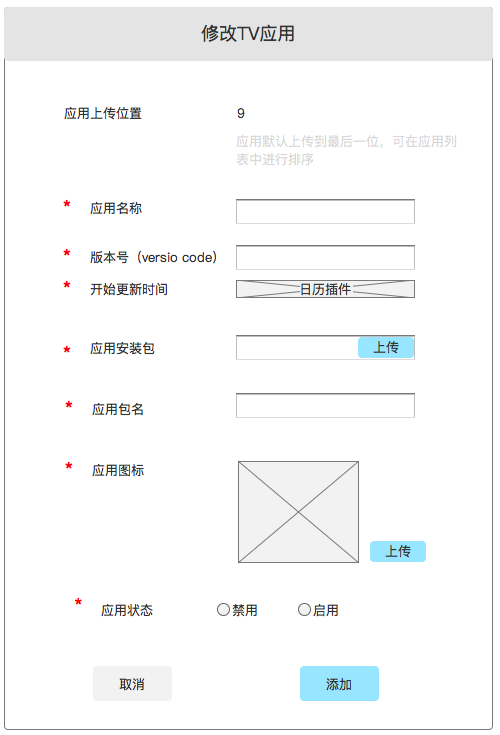 修改TV应用
应用上传位置 9
应用默认上传到最后一位，可在应用列
表中进行排序
* 应用名称
* 版本号（versio code）
* 开始更新时间 日历插件
* 应用安装包 上传
* 应用包名
* 应用图标
上传
* 应用状态 禁用 启用
取消 添加